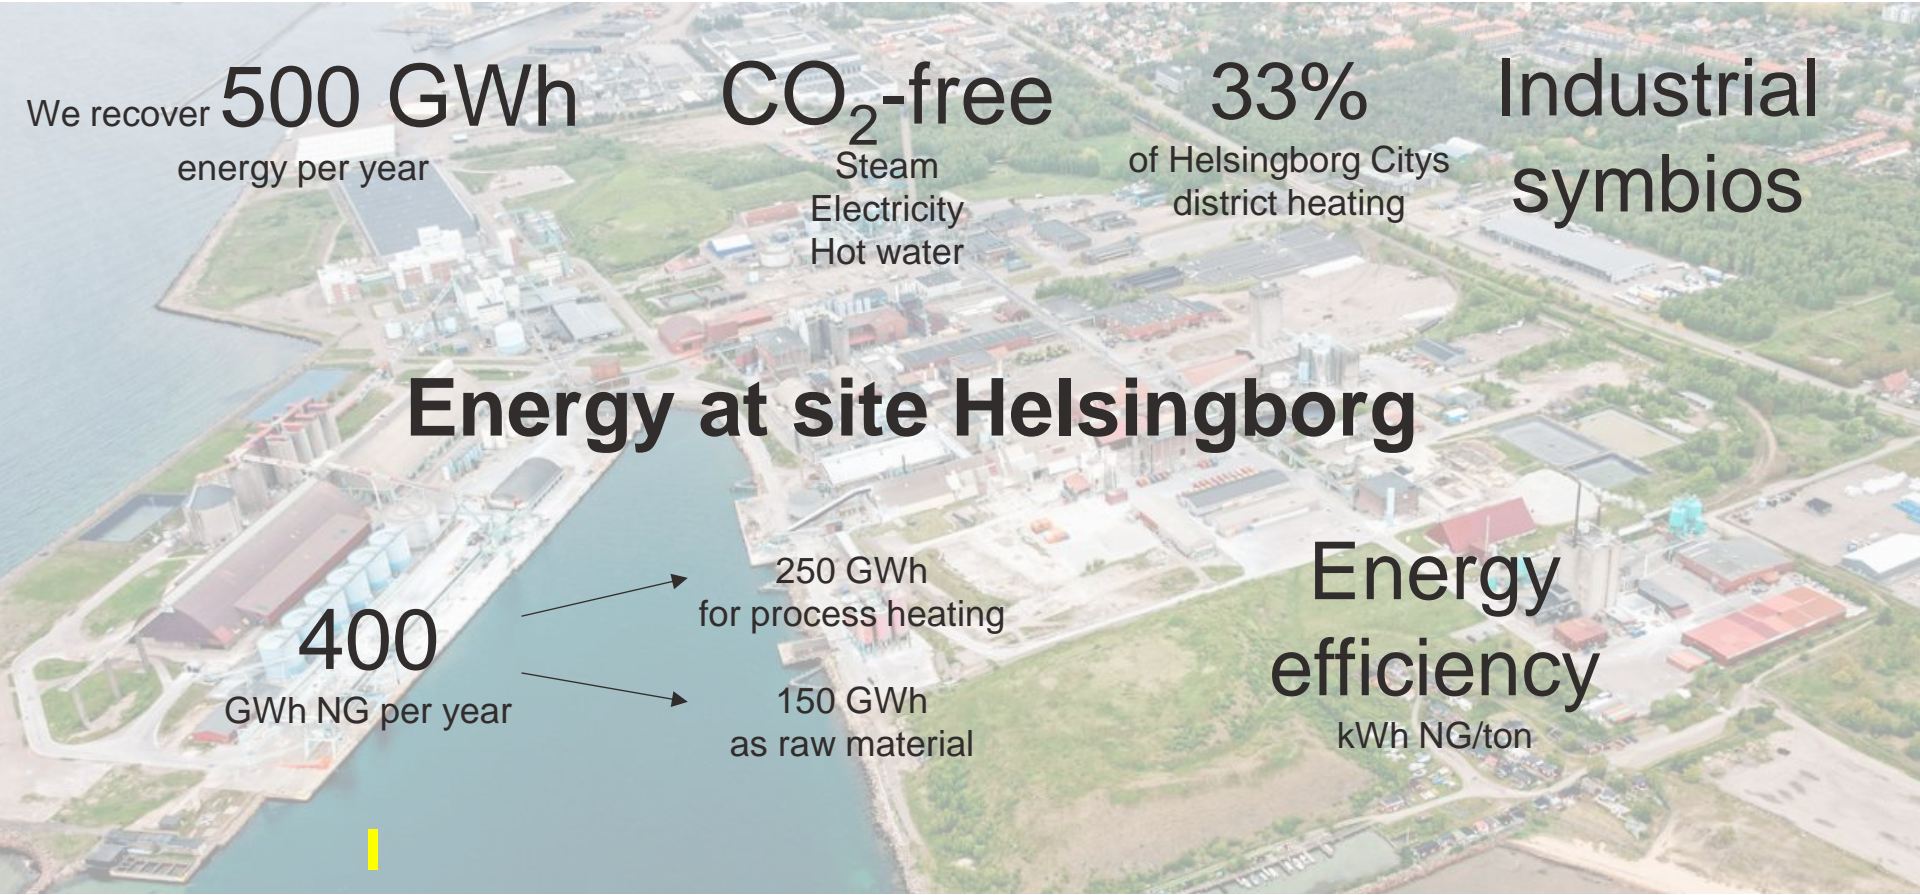 We recover 500 GWh
energy per year
CO₂-free
Steam
Electricity
Hot water
33%
of Helsingborg Citys
district heating
Industrial
symbios
Energy at site Helsingborg
400
GWh NG per year
250 GWh
for process heating
150 GWh
as raw material
Energy
efficiency
kWh NG/ton